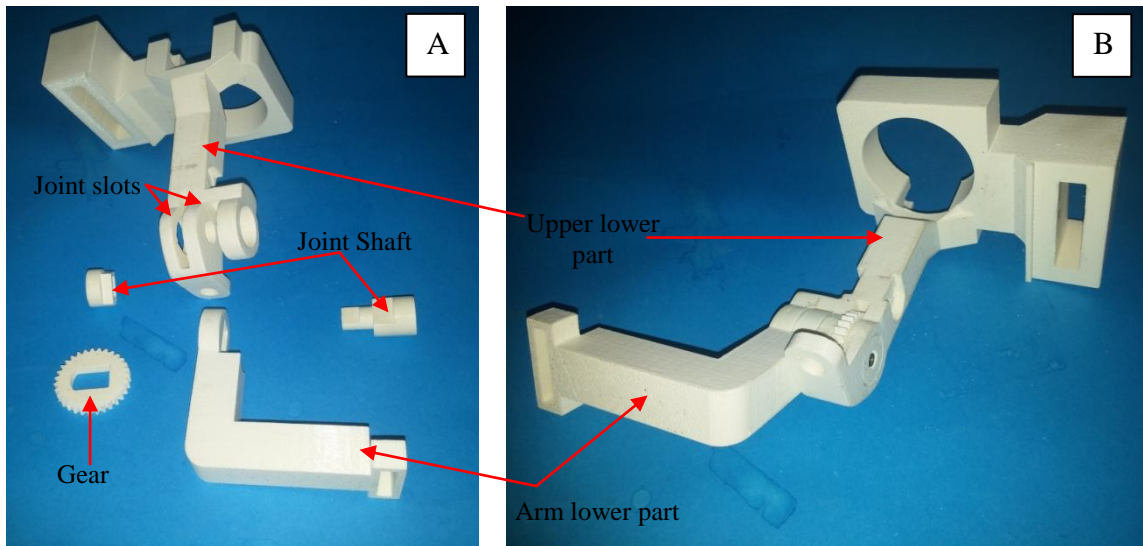 A
B
Joint slots
Joint Shaft
Upper lower
part
Gear
Arm lower part